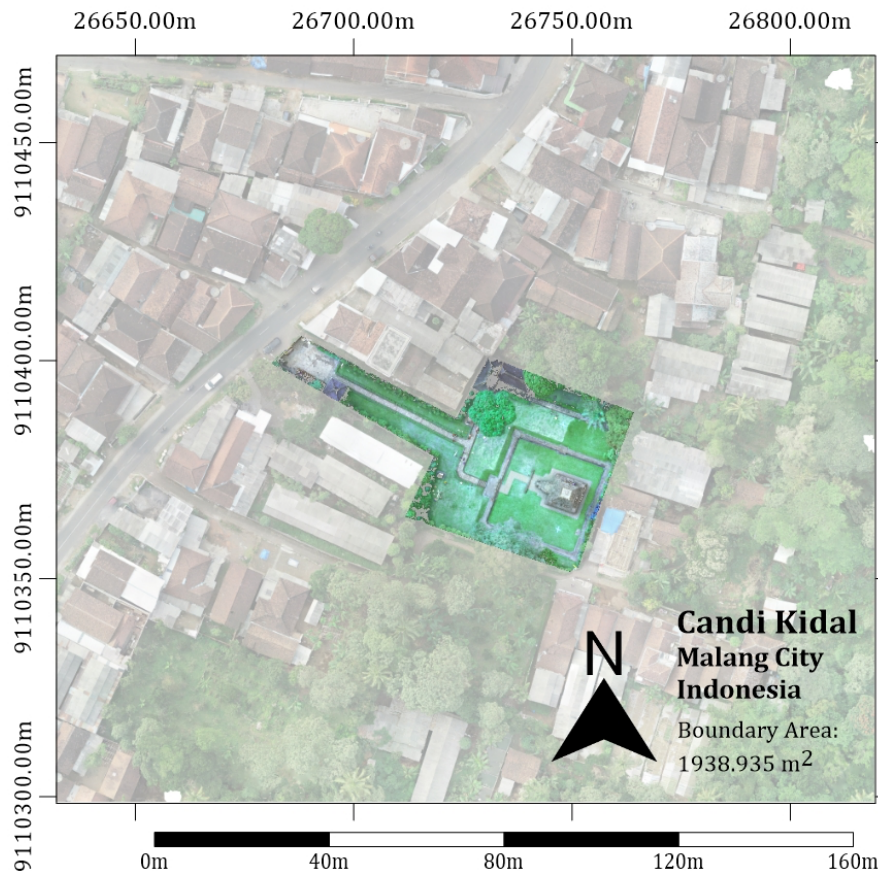 26650.00m 26700.00m 26750.00m 26800.00m
9110450.00m
9110400.00m
9110350.00m
9110300.00m
N
Candi Kidal
Malang City
Indonesia
Boundary Area:
1938.935 m²
0m 40m 80m 120m 160m